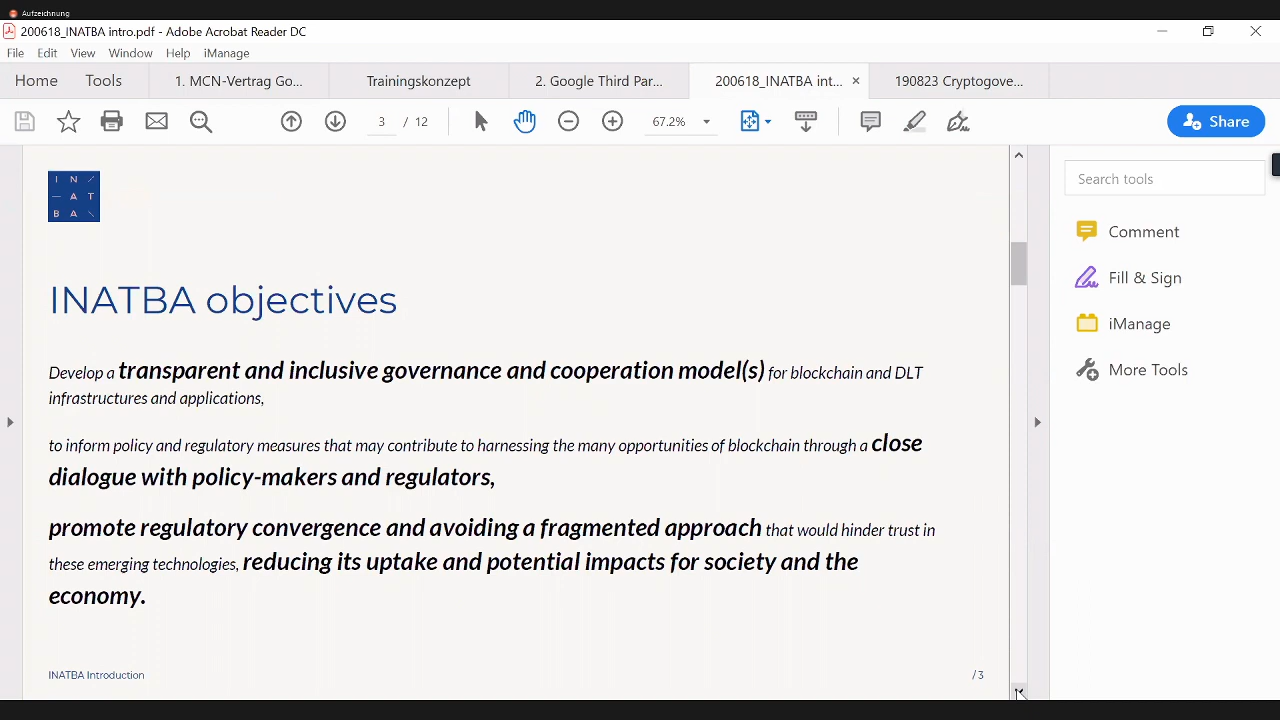 Aufzeichnung
200618_INATBA intro.pdf - Adobe Acrobat Reader DC
File Edit View Window Help iManage
Home Tools 1. MCN-Vertrag Go... Trainingskonzept 2. Google Third Par... 200618_INATBA int... × 190823 Cryptogove...
3 / 12 67.2% Share
I N
A T
B A
Search tools
Comment
Fill & Sign
iManage
More Tools
INATBA objectives
Develop a transparent and inclusive governance and cooperation model(s) for blockchain and DLT
infrastructures and applications,
to inform policy and regulatory measures that may contribute to harnessing the many opportunities of blockchain through a close
dialogue with policy-makers and regulators,
promote regulatory convergence and avoiding a fragmented approach that would hinder trust in
these emerging technologies, reducing its uptake and potential impacts for society and the
economy.
INATBA Introduction / 3